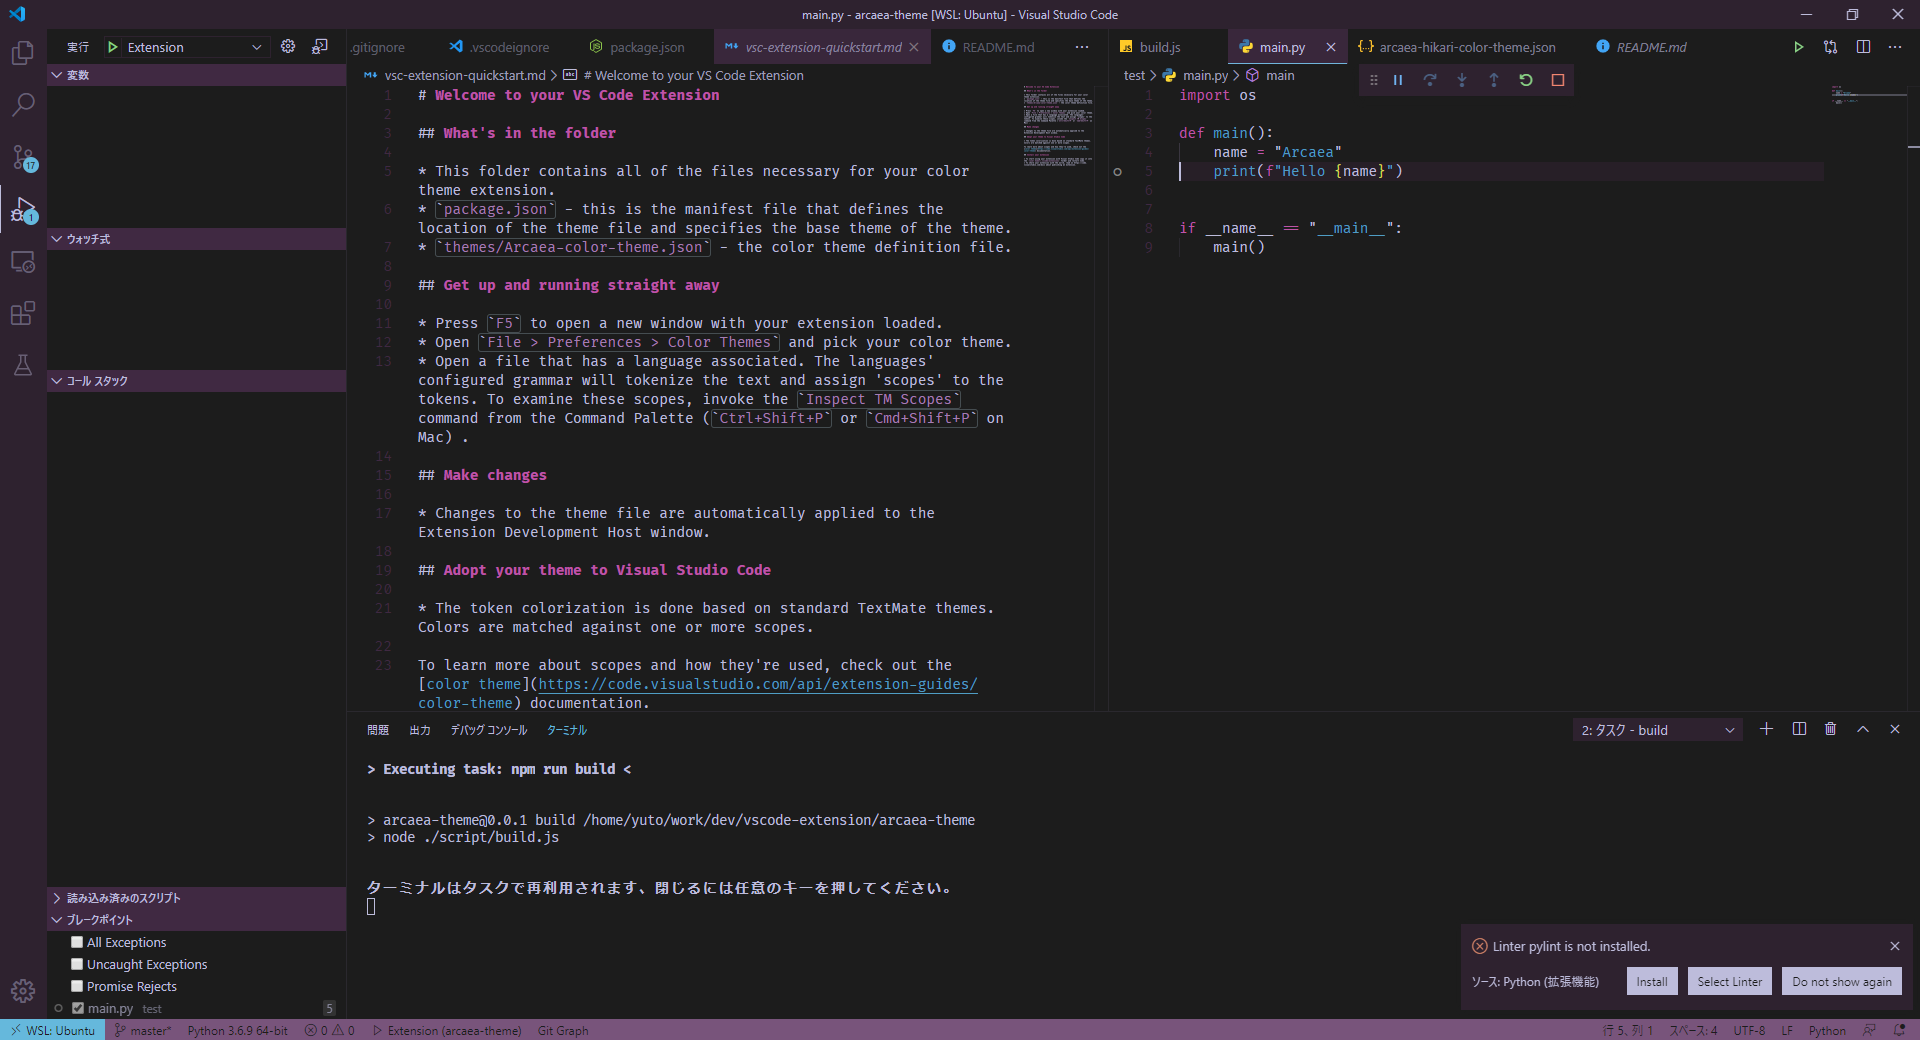 main.py - arcaea-theme [WSL: Ubuntu] - Visual Studio Code
実行 Extension
変数
ウォッチ式
コール スタック
読み込み済みのスクリプト
ブレークポイント
All Exceptions
Uncaught Exceptions
Promise Rejects
main.py test 5
17
1
.gitignore .vscodeignore package.json vsc-extension-quickstart.md README.md
vsc-extension-quickstart.md > # Welcome to your VS Code Extension
1 # Welcome to your VS Code Extension
2
3 ## What's in the folder
4
5 * This folder contains all of the files necessary for your color
theme extension.
6 * `package.json` - this is the manifest file that defines the
location of the theme file and specifies the base theme of the theme.
7 * `themes/Arcaea-color-theme.json` - the color theme definition file.
8
9 ## Get up and running straight away
10
11 * Press `F5` to open a new window with your extension loaded.
12 * Open `File > Preferences > Color Themes` and pick your color theme.
13 * Open a file that has a language associated. The languages'
configured grammar will tokenize the text and assign 'scopes' to the
tokens. To examine these scopes, invoke the `Inspect TM Scopes`
command from the Command Palette (`Ctrl+Shift+P` or `Cmd+Shift+P` on
Mac) .
14
15 ## Make changes
16
17 * Changes to the theme file are automatically applied to the
Extension Development Host window.
18
19 ## Adopt your theme to Visual Studio Code
20
21 * The token colorization is done based on standard TextMate themes.
Colors are matched against one or more scopes.
22
23 To learn more about scopes and how they're used, check out the
[color theme](https://code.visualstudio.com/api/extension-guides/
color-theme) documentation.
build.js main.py arcaea-hikari-color-theme.json README.md
test > main.py > main
1 import os
2
3 def main():
4 name = "Arcaea"
5 print(f"Hello {name}")
6
7
8 if __name__ == "__main__":
9 main()
問題 出力 デバッグ コンソール ターミナル 2: タスク - build
> Executing task: npm run build <
> arcaea-theme@0.0.1 build /home/yuto/work/dev/vscode-extension/arcaea-theme
> node ./script/build.js
ターミナルはタスクで再利用されます、閉じるには任意のキーを押してください。
Linter pylint is not installed.
ソース: Python (拡張機能) Install Select Linter Do not show again
WSL: Ubuntu master* Python 3.6.9 64-bit 0 0 Extension (arcaea-theme) Git Graph 行 5、列 1 スペース: 4 UTF-8 LF Python